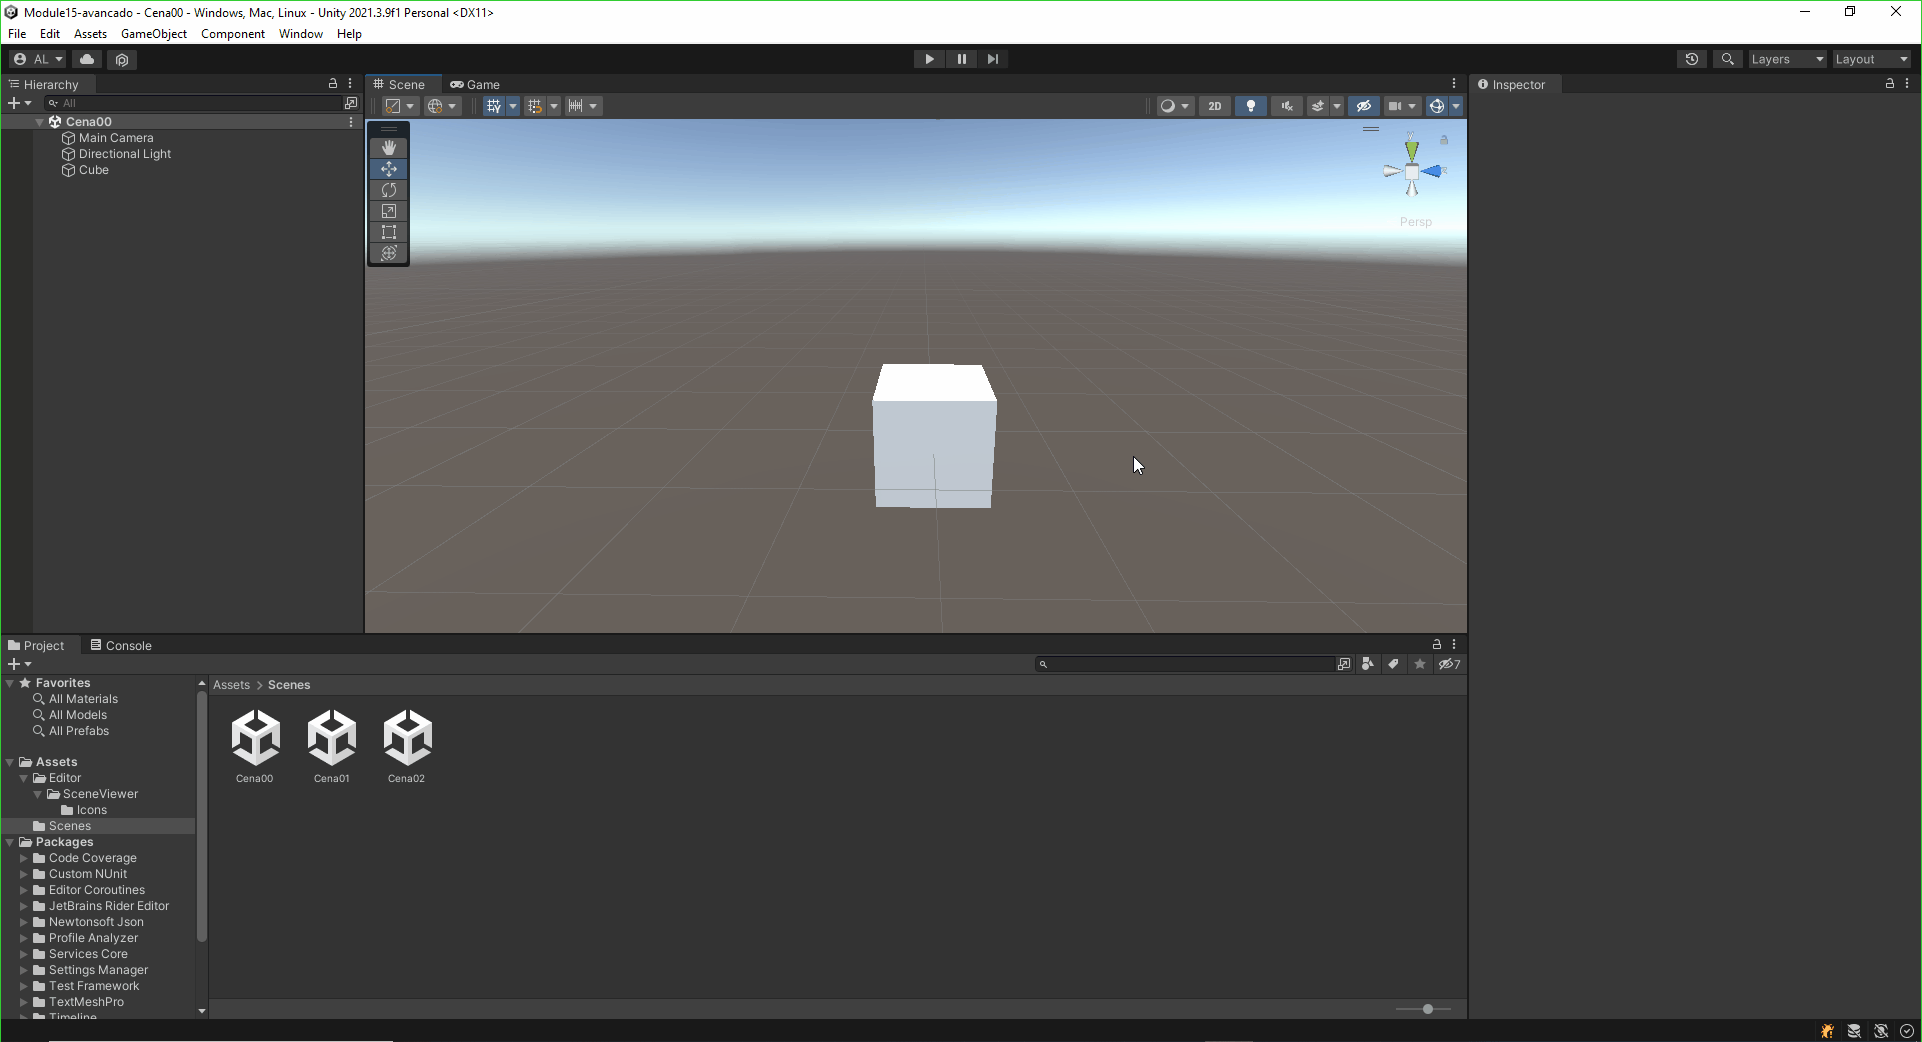 Module15-avancado - Cena00 - Windows, Mac, Linux - Unity 2021.3.9f1 Personal <DX11>
File Edit Assets GameObject Component Window Help
AL Layers Layout
Hierarchy
All
Cena00
Main Camera
Directional Light
Cube
Scene Game
2D
y
Persp
Inspector
Project Console
7
Favorites
All Materials
All Models
All Prefabs
Assets
Editor
SceneViewer
Icons
Scenes
Packages
Code Coverage
Custom NUnit
Editor Coroutines
JetBrains Rider Editor
Newtonsoft Json
Profile Analyzer
Services Core
Settings Manager
Test Framework
TextMeshPro
Timeline
Assets > Scenes
Cena00 Cena01 Cena02